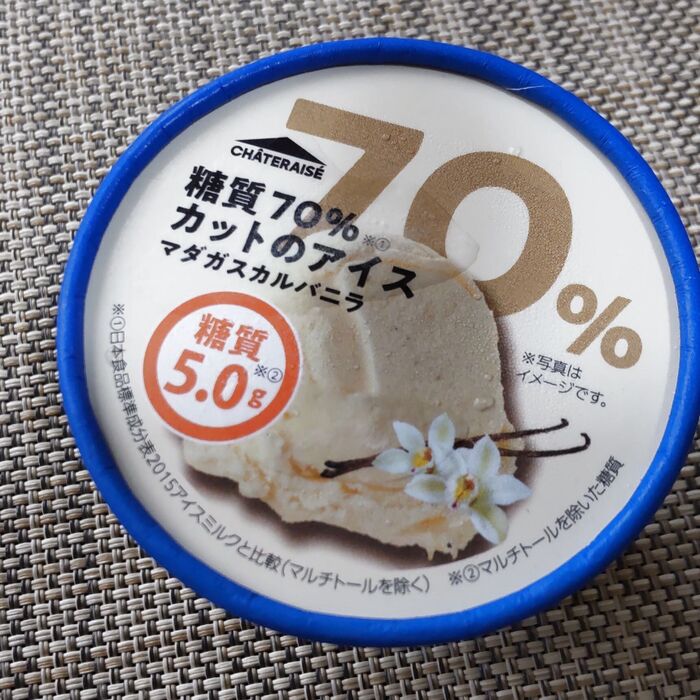 70%
CHÂTERAISÉ
糖質70%※①
カットのアイス
マダガスカルバニラ
糖質
5.0g※②
※写真は
イメージです。
※①日本食品標準成分表2015アイスミルクと比較(マルチトールを除く)
※②マルチトールを除いた糖質